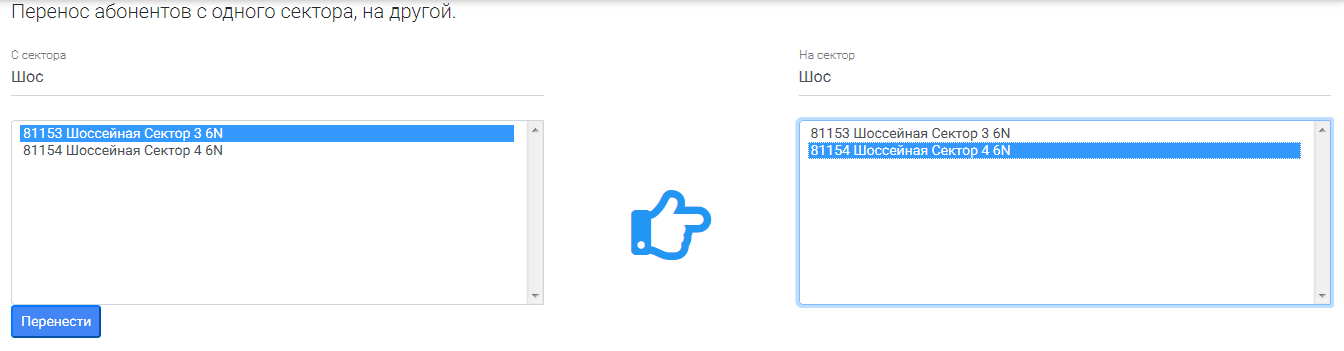 Перенос абонентов с одного сектора, на другой.
С сектора
Шос
81153 Шоссейная Сектор 3 6N
81154 Шоссейная Сектор 4 6N
Перенести
На сектор
Шос
81153 Шоссейная Сектор 3 6N
81154 Шоссейная Сектор 4 6N